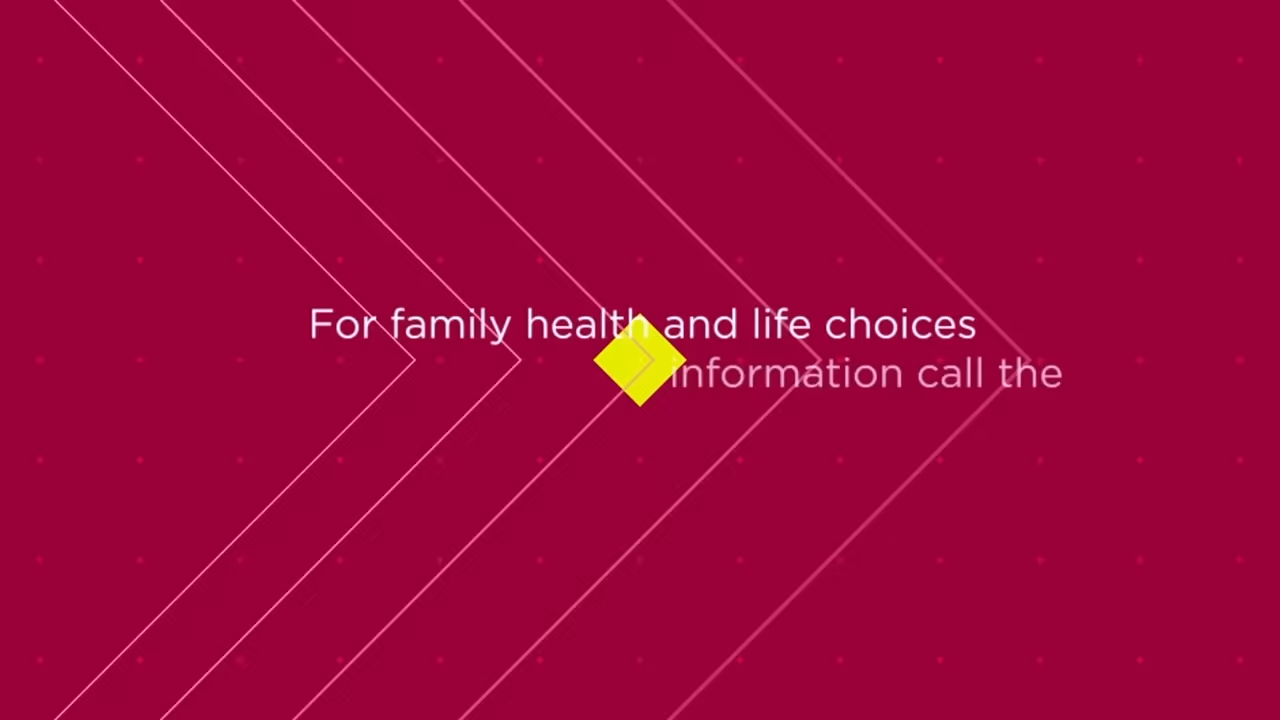 For family health and life choices
information call the